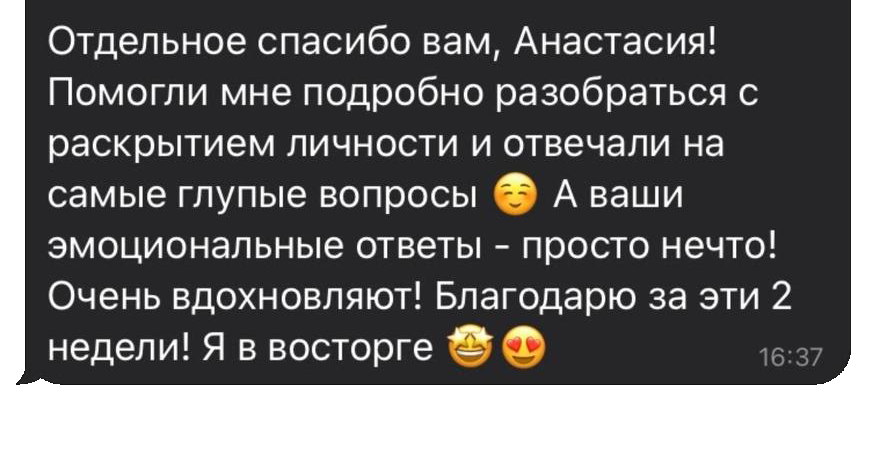 Отдельное спасибо вам, Анастасия!
Помогли мне подробно разобраться с
раскрытием личности и отвечали на
самые глупые вопросы ☺️ А ваши
эмоциональные ответы - просто нечто!
Очень вдохновляют! Благодарю за эти 2
недели! Я в восторге 🤩😍
16:37